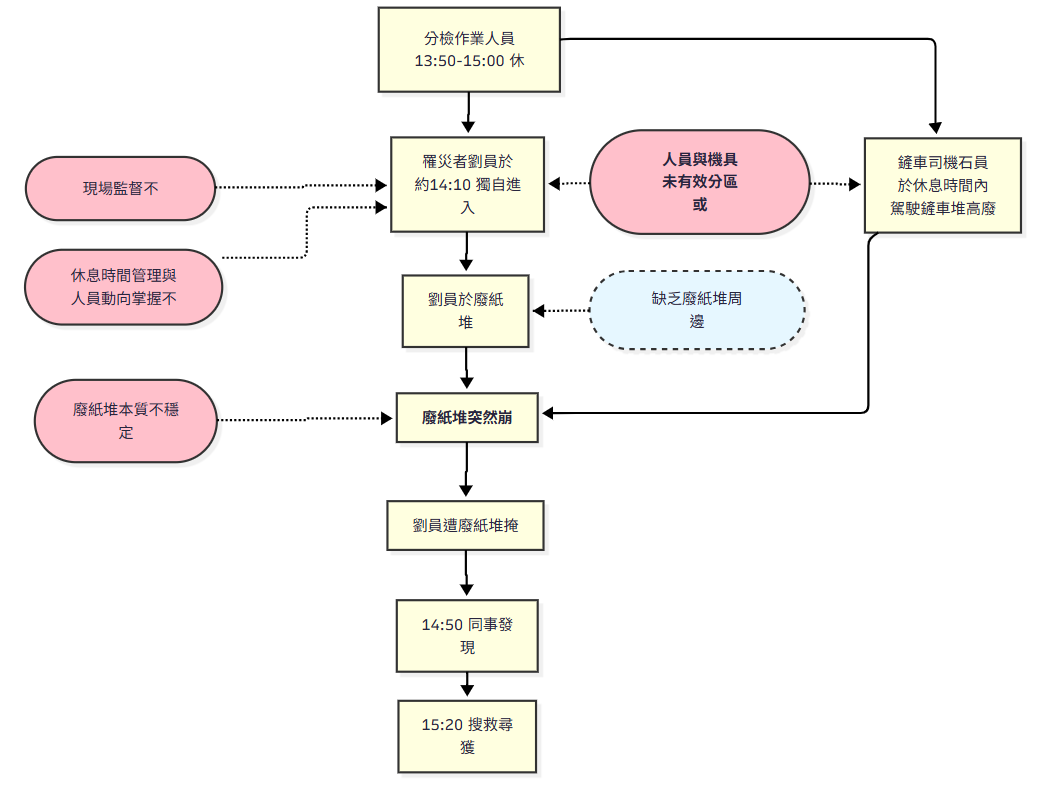 分檢作業人員
13:50-15:00 休
罹災者劉員於
約14:10 獨自進
入
人員與機具
未有效分區
或
鏟車司機石員
於休息時間內
駕駛鏟車堆高廢
現場監督不
休息時間管理與
人員動向掌握不
劉員於廢紙
堆
缺乏廢紙堆周
邊
廢紙堆本質不穩
定
廢紙堆突然崩
劉員遭廢紙堆掩
14:50 同事發
現
15:20 搜救尋
獲